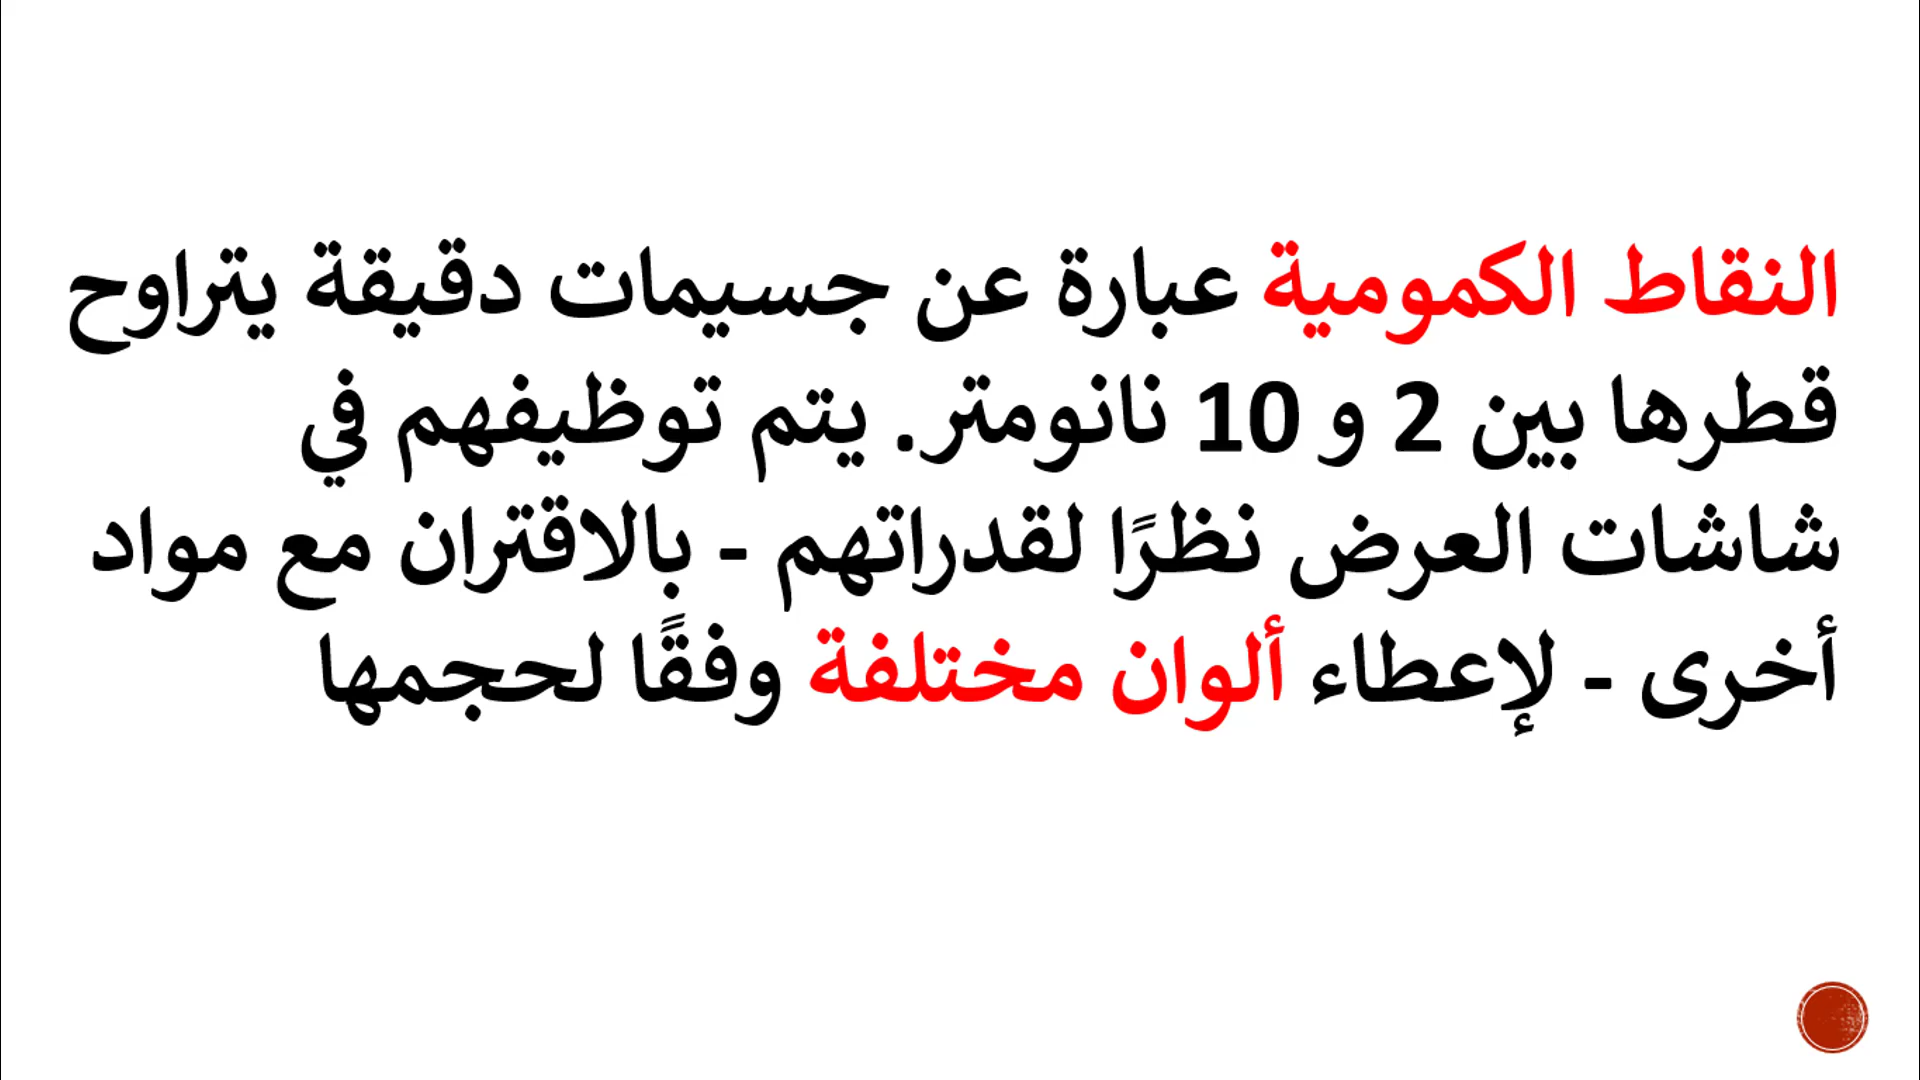 النقاط الكمومية عبارة عن جسيمات دقيقة يتراوح
قطرها بين 2 و 10 نانومتر. يتم توظيفهم في
شاشات العرض نظرًا لقدراتهم - بالاقتران مع مواد
أخرى - لإعطاء ألوان مختلفة وفقًا لحجمها